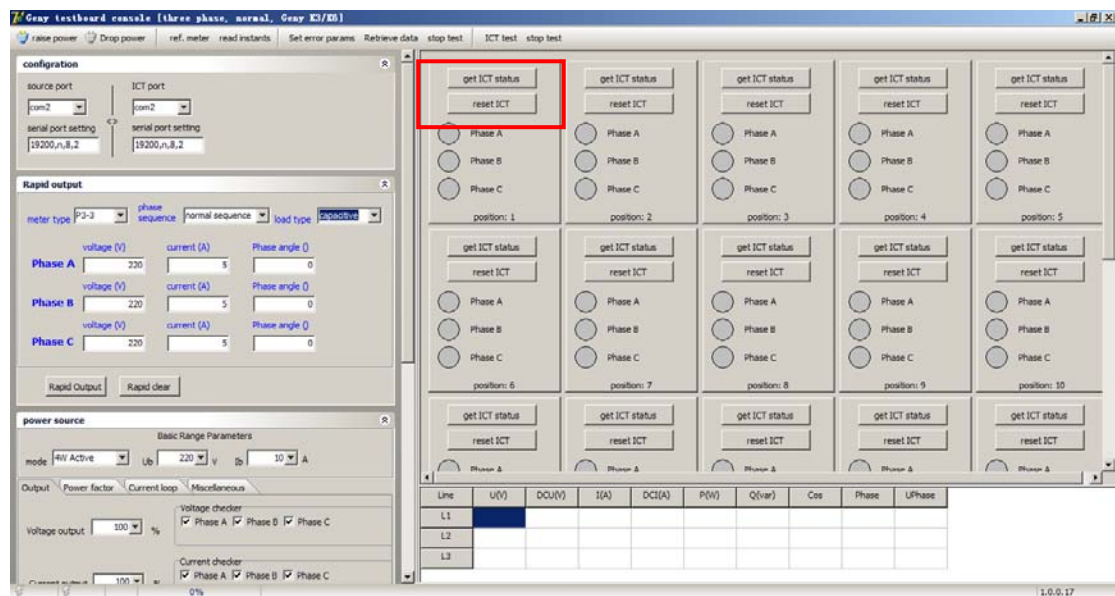 Geny testboard console [three phase, normal, Geny K3/K6]
raise power Drop power ref. meter read instants Set error params Retrieve data stop test ICT test stop test
configration
source port ICT port
com2 com2
<>
serial port setting serial port setting
19200,n,8,2 19200,n,8,2
Rapid output
meter type P3-3 phase sequence normal sequence load type capacitive
voltage (V) current (A) Phase angle ()
Phase A 220 5 0
voltage (V) current (A) Phase angle ()
Phase B 220 5 0
voltage (V) current (A) Phase angle ()
Phase C 220 5 0
Rapid Output Rapid clear
power source
Basic Range Parameters
mode 4W Active Ub 220 V Ib 10 A
Output Power factor Current loop Miscellaneous
Voltage checker
Voltage output 100 % Phase A Phase B Phase C
Current checker
Current output 100 % Phase A Phase B Phase C
get ICT status get ICT status get ICT status get ICT status get ICT status
reset ICT reset ICT reset ICT reset ICT reset ICT
Phase A Phase A Phase A Phase A Phase A
Phase B Phase B Phase B Phase B Phase B
Phase C Phase C Phase C Phase C Phase C
position: 1 position: 2 position: 3 position: 4 position: 5
get ICT status get ICT status get ICT status get ICT status get ICT status
reset ICT reset ICT reset ICT reset ICT reset ICT
Phase A Phase A Phase A Phase A Phase A
Phase B Phase B Phase B Phase B Phase B
Phase C Phase C Phase C Phase C Phase C
position: 6 position: 7 position: 8 position: 9 position: 10
get ICT status get ICT status get ICT status get ICT status get ICT status
reset ICT reset ICT reset ICT reset ICT reset ICT
Phase A Phase A Phase A Phase A Phase A
Line U(V) DCU(V) I(A) DCI(A) P(W) Q(var) Cos Phase UPhase
L1
L2
L3
0% 1.0.0.17